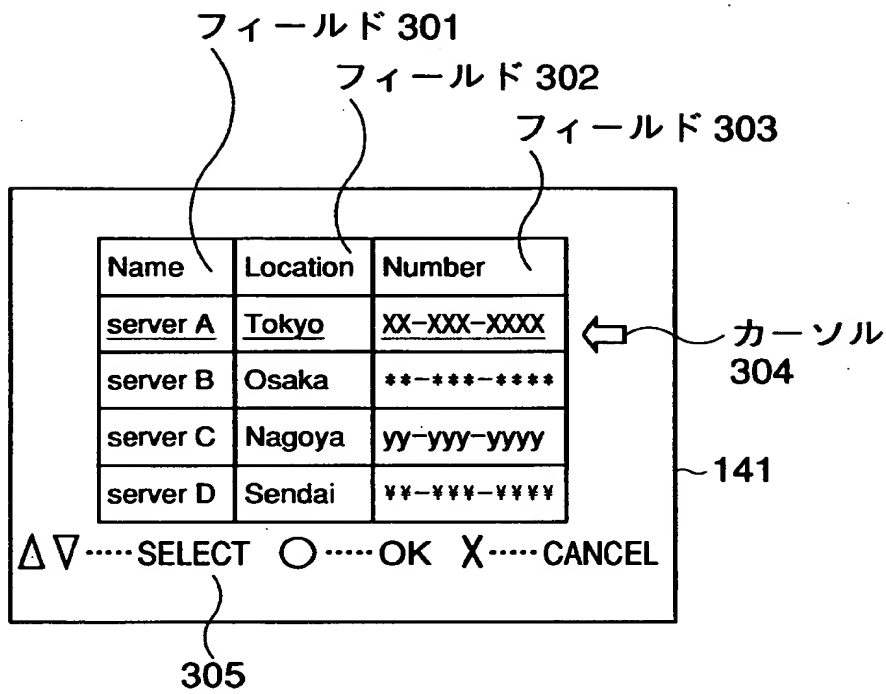 フィールド 301
フィールド 302
フィールド 303
Name Location Number
server A Tokyo XX-XXX-XXXX
server B Osaka **-***-****
server C Nagoya yy-yyy-yyyy
server D Sendai ¥¥-¥¥¥-¥¥¥¥
カーソル
304
141
△ ▽ ····· SELECT ○ ····· OK X ····· CANCEL
305